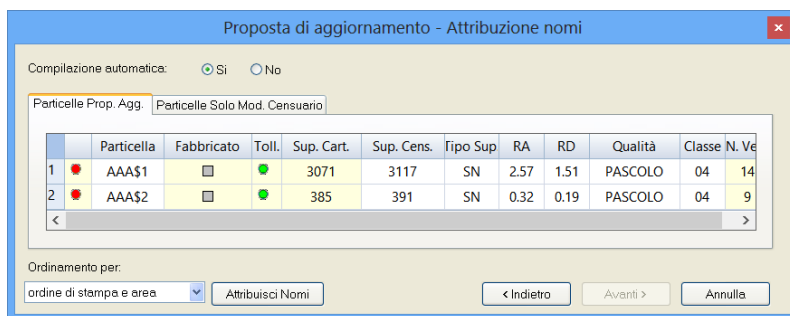 Proposta di aggiornamento - Attribuzione nomi
Compilazione automatica: Si No
Particelle Prop. Agg. Particelle Solo Mod. Censuario
Particella Fabbricato Toll. Sup. Cart. Sup. Cens. Tipo Sup RA RD Qualità Classe N. Ve
1 AAA$1 3071 3117 SN 2.57 1.51 PASCOLO 04 14
2 AAA$2 385 391 SN 0.32 0.19 PASCOLO 04 9
Ordinamento per:
ordine di stampa e area Attribuisci Nomi < Indietro Avanti > Annulla